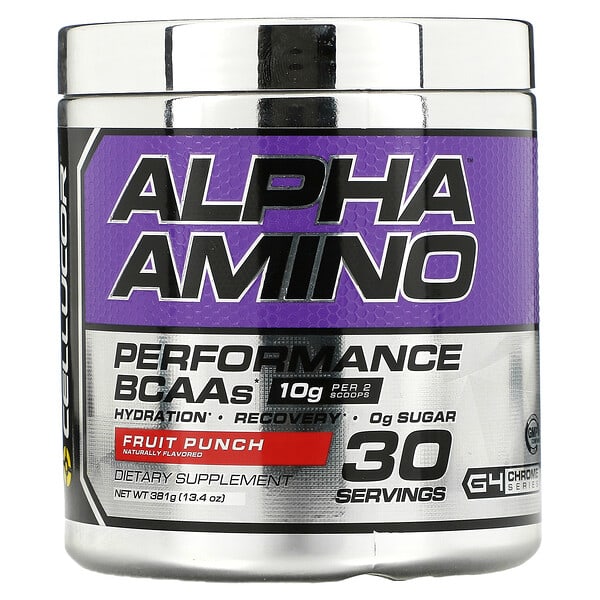 CELLUCOR
ALPHA
AMINO™
PERFORMANCE
BCAAs* 10g PER 2 SCOOPS
HYDRATION* • RECOVERY* • 0g SUGAR
FRUIT PUNCH
NATURALLY FLAVORED
30
SERVINGS
DIETARY SUPPLEMENT
NET WT 381g (13.4 oz)
G4 CHROME SERIES